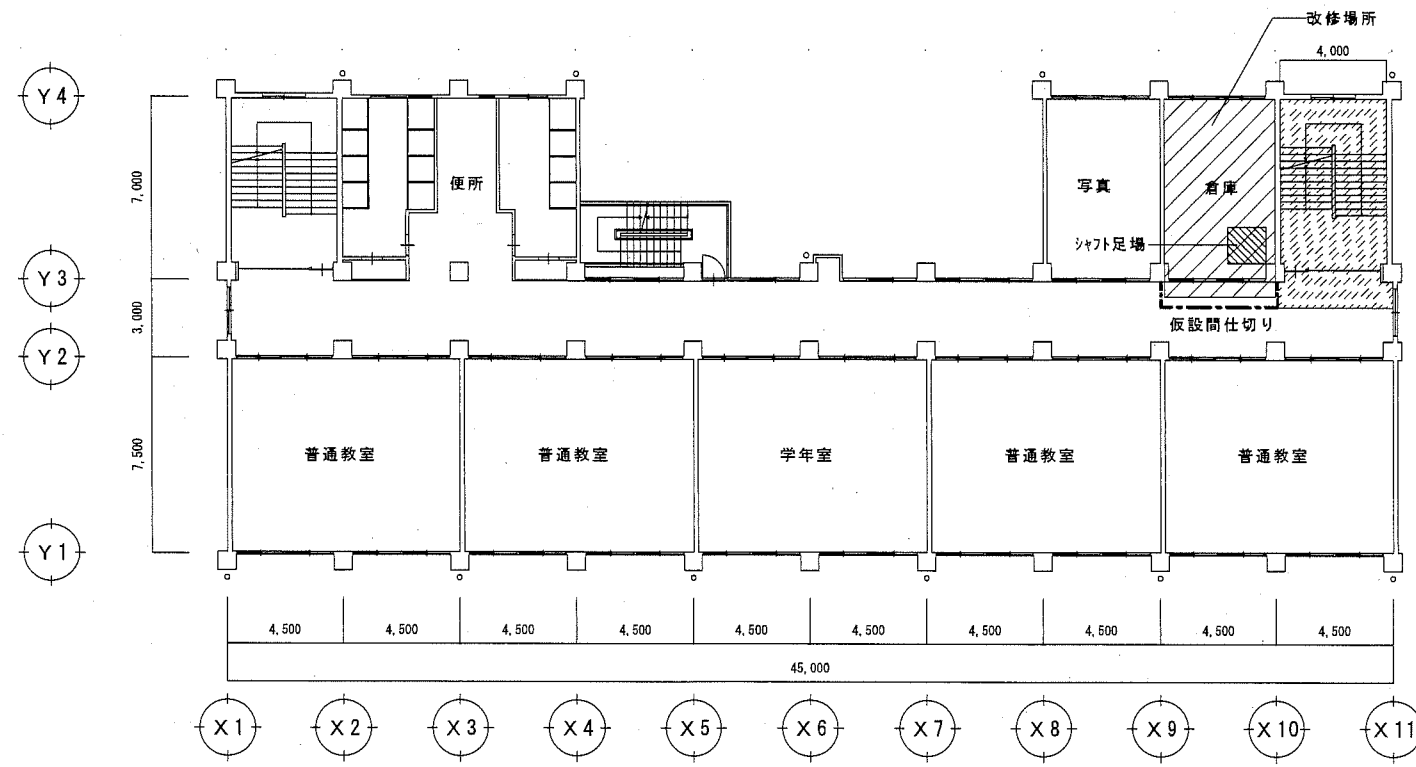 改修場所
4,000
Y4
7,000
便所
写真
倉庫
シャフト足場
Y3
3,000
仮設間仕切り
Y2
7,500
普通教室
普通教室
学年室
普通教室
普通教室
Y1
4,500
4,500
4,500
4,500
4,500
4,500
4,500
4,500
4,500
4,500
45,000
X1
X2
X3
X4
X5
X6
X7
X8
X9
X10
X11